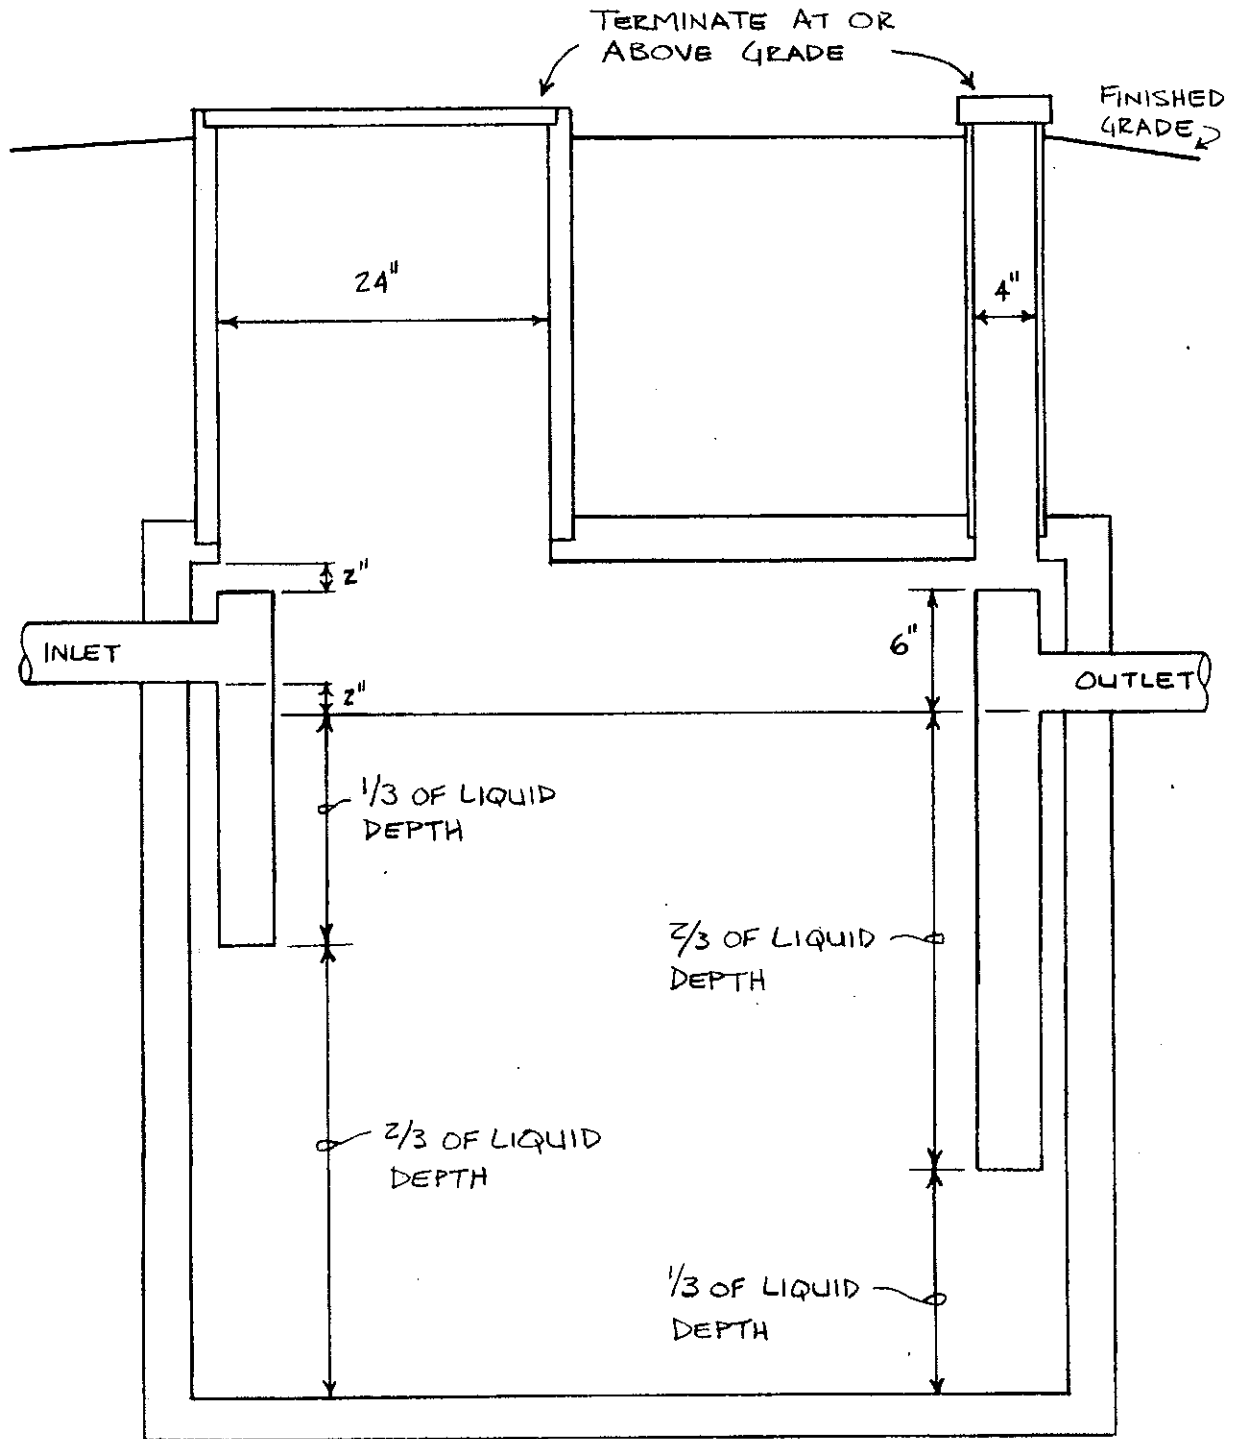 TERMINATE AT OR
ABOVE GRADE
FINISHED
GRADE
24"
4"
2"
6"
INLET
2"
OUTLET
1/3 OF LIQUID
DEPTH
2/3 OF LIQUID
DEPTH
2/3 OF LIQUID
DEPTH
1/3 OF LIQUID
DEPTH